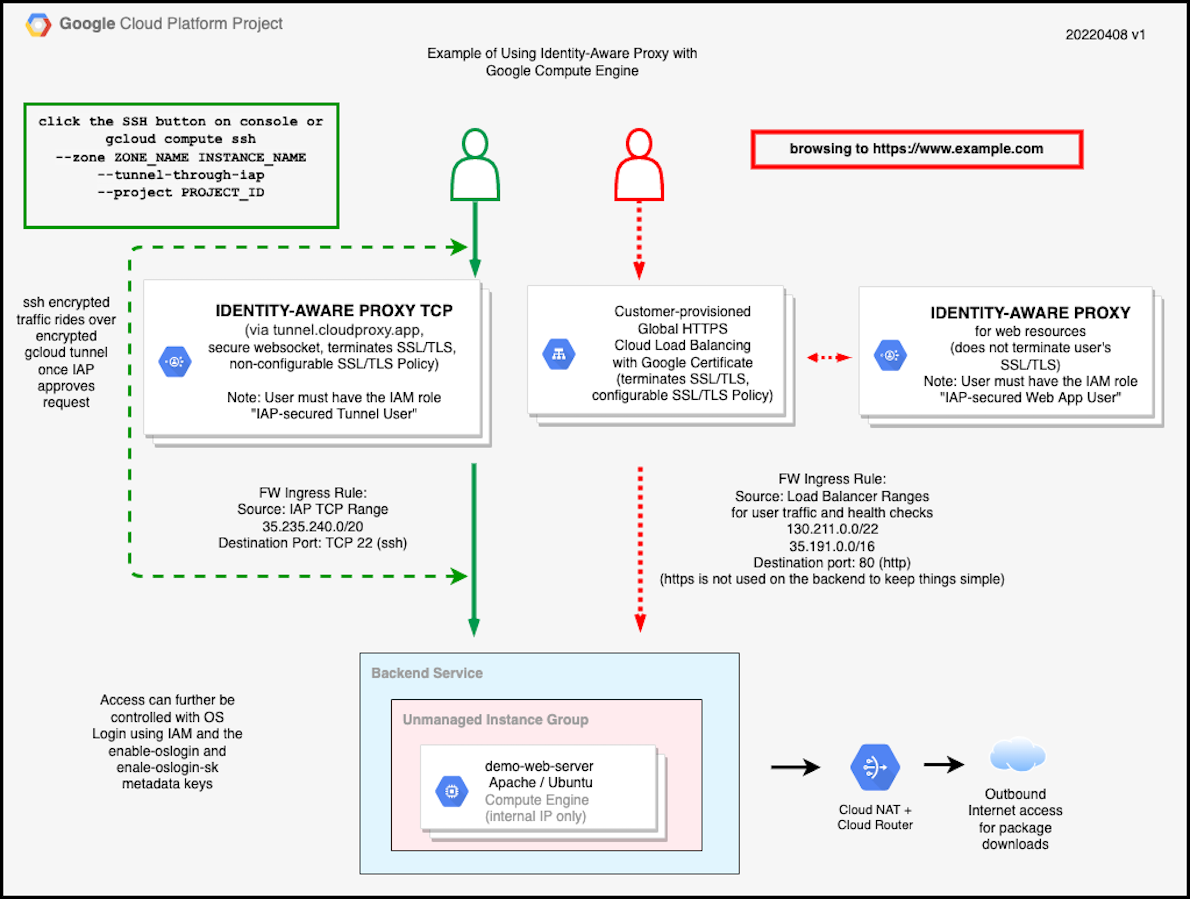 Google Cloud Platform Project
20220408 v1
Example of Using Identity-Aware Proxy with
Google Compute Engine
click the SSH button on console or
gcloud compute ssh
--zone ZONE_NAME INSTANCE_NAME
--tunnel-through-iap
--project PROJECT_ID
browsing to https://www.example.com
ssh encrypted
traffic rides over
encrypted
gcloud tunnel
once IAP
approves
request
IDENTITY-AWARE PROXY TCP
(via tunnel.cloudproxy.app,
secure websocket, terminates SSL/TLS,
non-configurable SSL/TLS Policy)
Note: User must have the IAM role
"IAP-secured Tunnel User"
Customer-provisioned
Global HTTPS
Cloud Load Balancing
with Google Certificate
(terminates SSL/TLS,
configurable SSL/TLS Policy)
IDENTITY-AWARE PROXY
for web resources
(does not terminate user's
SSL/TLS)
Note: User must have the IAM role
"IAP-secured Web App User"
FW Ingress Rule:
Source: IAP TCP Range
35.235.240.0/20
Destination Port: TCP 22 (ssh)
FW Ingress Rule:
Source: Load Balancer Ranges
for user traffic and health checks
130.211.0.0/22
35.191.0.0/16
Destination port: 80 (http)
(https is not used on the backend to keep things simple)
Access can further be
controlled with OS
Login using IAM and the
enable-oslogin and
enale-oslogin-sk
metadata keys
Backend Service
Unmanaged Instance Group
demo-web-server
Apache / Ubuntu
Compute Engine
(internal IP only)
Cloud NAT +
Cloud Router
Outbound
Internet access
for package
downloads